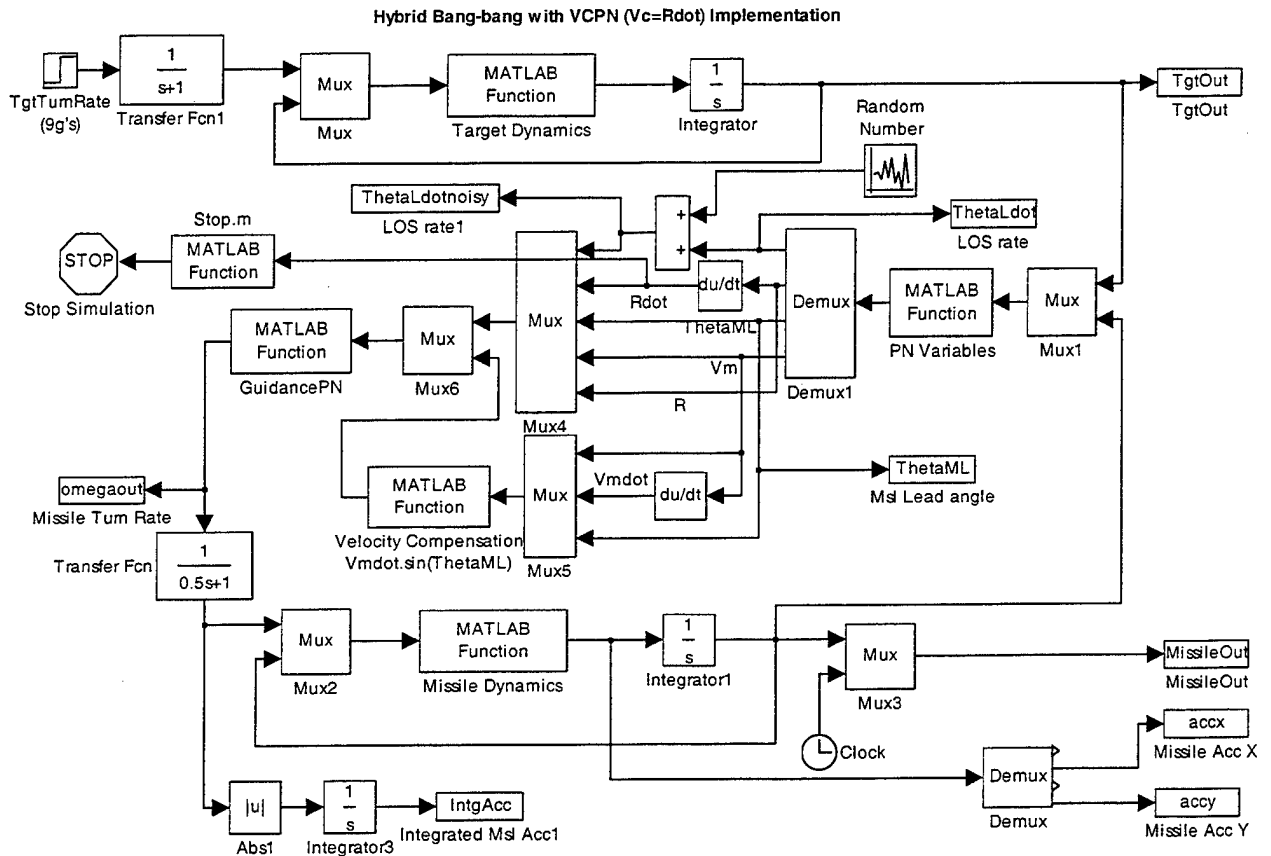 Hybrid Bang-bang with VCPN (Vc=Rdot) Implementation
TgtTurnRate
(9g's)
1
s+1
Transfer Fcn1
Mux
Mux
MATLAB
Function
Target Dynamics
1
s
Integrator
Random
Number
TgtOut
TgtOut
ThetaLdotnoisy
LOS rate1
+
+
ThetaLdot
LOS rate
Stop.m
MATLAB
Function
STOP
Stop Simulation
du/dt
Rdot
ThetaML
Demux
Demux1
MATLAB
Function
PN Variables
Mux
Mux1
MATLAB
Function
GuidancePN
Mux
Mux6
Mux
Mux4
Vm
R
ThetaML
Msl Lead angle
Vmdot
du/dt
Mux
Mux5
MATLAB
Function
Velocity Compensation
Vmdot.sin(ThetaML)
omegaout
Missile Turn Rate
Transfer Fcn
1
0.5s+1
Mux
Mux2
MATLAB
Function
Missile Dynamics
1
s
Integrator1
Mux
Mux3
Clock
MissileOut
MissileOut
accx
Missile Acc X
Demux
Demux
accy
Missile Acc Y
|u|
Abs1
1
s
Integrator3
IntgAcc
Integrated Msl Acc1